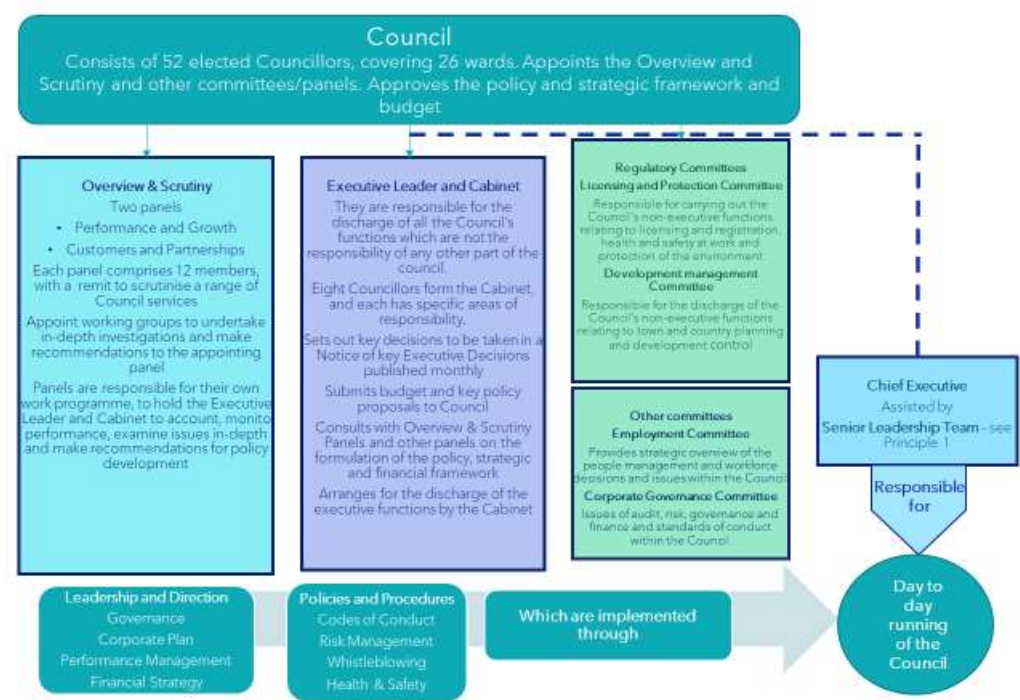 Council
Consists of 52 elected Councillors, covering 26 wards. Appoints the Overview and
Scrutiny and other committees/panels. Approves the policy and strategic framework and
budget
Overview & Scrutiny
Two panels
• Performance and Growth
• Customers and Partnerships
Each panel comprises 12 members,
with a remit to scrutinise a range of
Council services
Appoint working groups to undertake
in-depth investigations and make
recommendations to the appointing
panel
Panels are responsible for their own
work programme, to hold the Executive
Leader and Cabinet to account, monito
performance, examine issues in-depth
and make recommendations for policy
development
Executive Leader and Cabinet
They are responsible for the
discharge of all the Council's
functions which are not the
responsibility of any other part of the
council.
Eight Councillors form the Cabinet,
and each has specific areas of
responsibility.
Sets out key decisions to be taken in a
Notice of key Executive Decisions
published monthly
Submits budget and key policy
proposals to Council
Consults with Overview & Scrutiny
Panels and other panels on the
formulation of the policy, strategic
and financial framework
Arranges for the discharge of the
executive functions by the Cabinet
Regulatory Committees
Licensing and Protection Committee
Responsible for carrying out the
Council's non-executive functions
relating to licensing and registration,
health and safety at work and
protection of the environment
Development management
Committee
Responsible for the discharge of the
Council's non-executive functions
relating to town and country planning
and development control
Other committees
Employment Committee
Provides strategic overview of the
people management and workforce
decisions and issues within the Council
Corporate Governance Committee
Issues of audit, risk, governance and
finance and standards of conduct
within the Council
Chief Executive
Assisted by
Senior Leadership Team - see
Principle 1
Responsible
for
Day to
day
running
of the
Council
Leadership and Direction
Governance
Corporate Plan
Performance Management
Financial Strategy
Policies and Procedures
Codes of Conduct
Risk Management
Whistleblowing
Health & Safety
Which are implemented
through